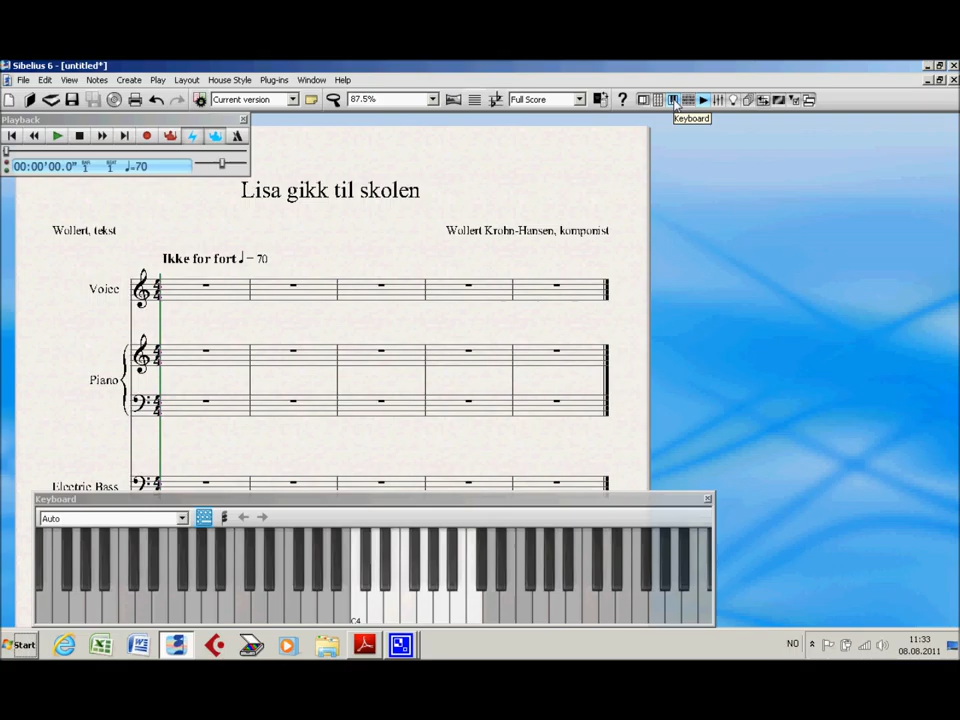 Sibelius 6 - [untitled*]
File Edit View Notes Create Play Layout House Style Plug-ins Window Help
Current version 87.5% Full Score ?
Keyboard
Playback
00:00'00.0" BAR 1 BEAT 1 ♩=70
Lisa gikk til skolen
Wollert, tekst
Wollert Krohn-Hansen, komponist
Ikke for fort ♩= 70
Voice
Piano
Electric Bass
Keyboard
Auto
C4
Start
NO
11:33
08.08.2011